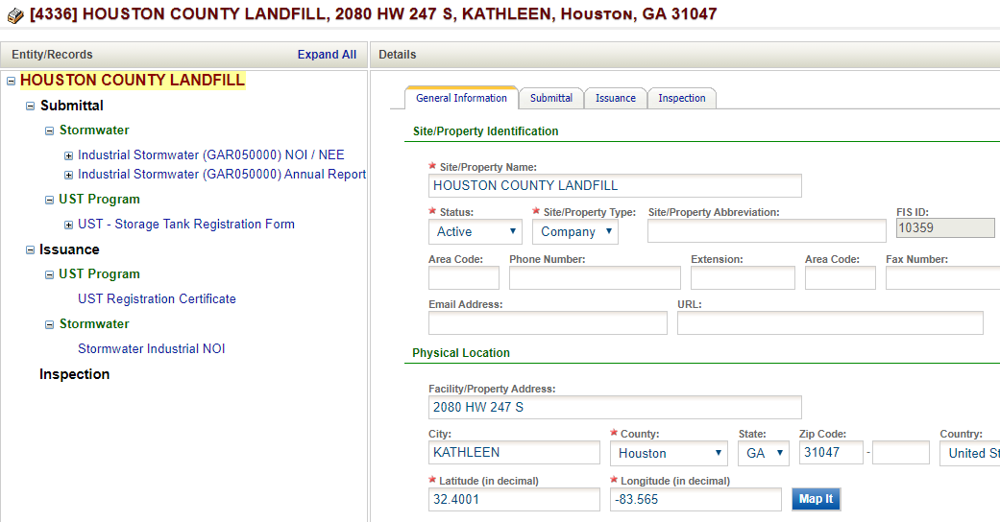 [4336] HOUSTON COUNTY LANDFILL, 2080 HW 247 S, KATHLEEN, HOUSTON, GA 31047
Entity/Records Expand All
HOUSTON COUNTY LANDFILL
Submittal
Stormwater
Industrial Stormwater (GAR050000) NOI / NEE
Industrial Stormwater (GAR050000) Annual Report
UST Program
UST - Storage Tank Registration Form
Issuance
UST Program
UST Registration Certificate
Stormwater
Stormwater Industrial NOI
Inspection
Details
General Information Submittal Issuance Inspection
Site/Property Identification
* Site/Property Name:
HOUSTON COUNTY LANDFILL
* Status: * Site/Property Type: Site/Property Abbreviation: FIS ID:
Active Company 10359
Area Code: Phone Number: Extension: Area Code: Fax Number:
Email Address: URL:
Physical Location
Facility/Property Address:
2080 HW 247 S
City: * County: State: Zip Code: Country:
KATHLEEN Houston GA 31047 - United St
* Latitude (in decimal) * Longitude (in decimal)
32.4001 -83.565 Map It